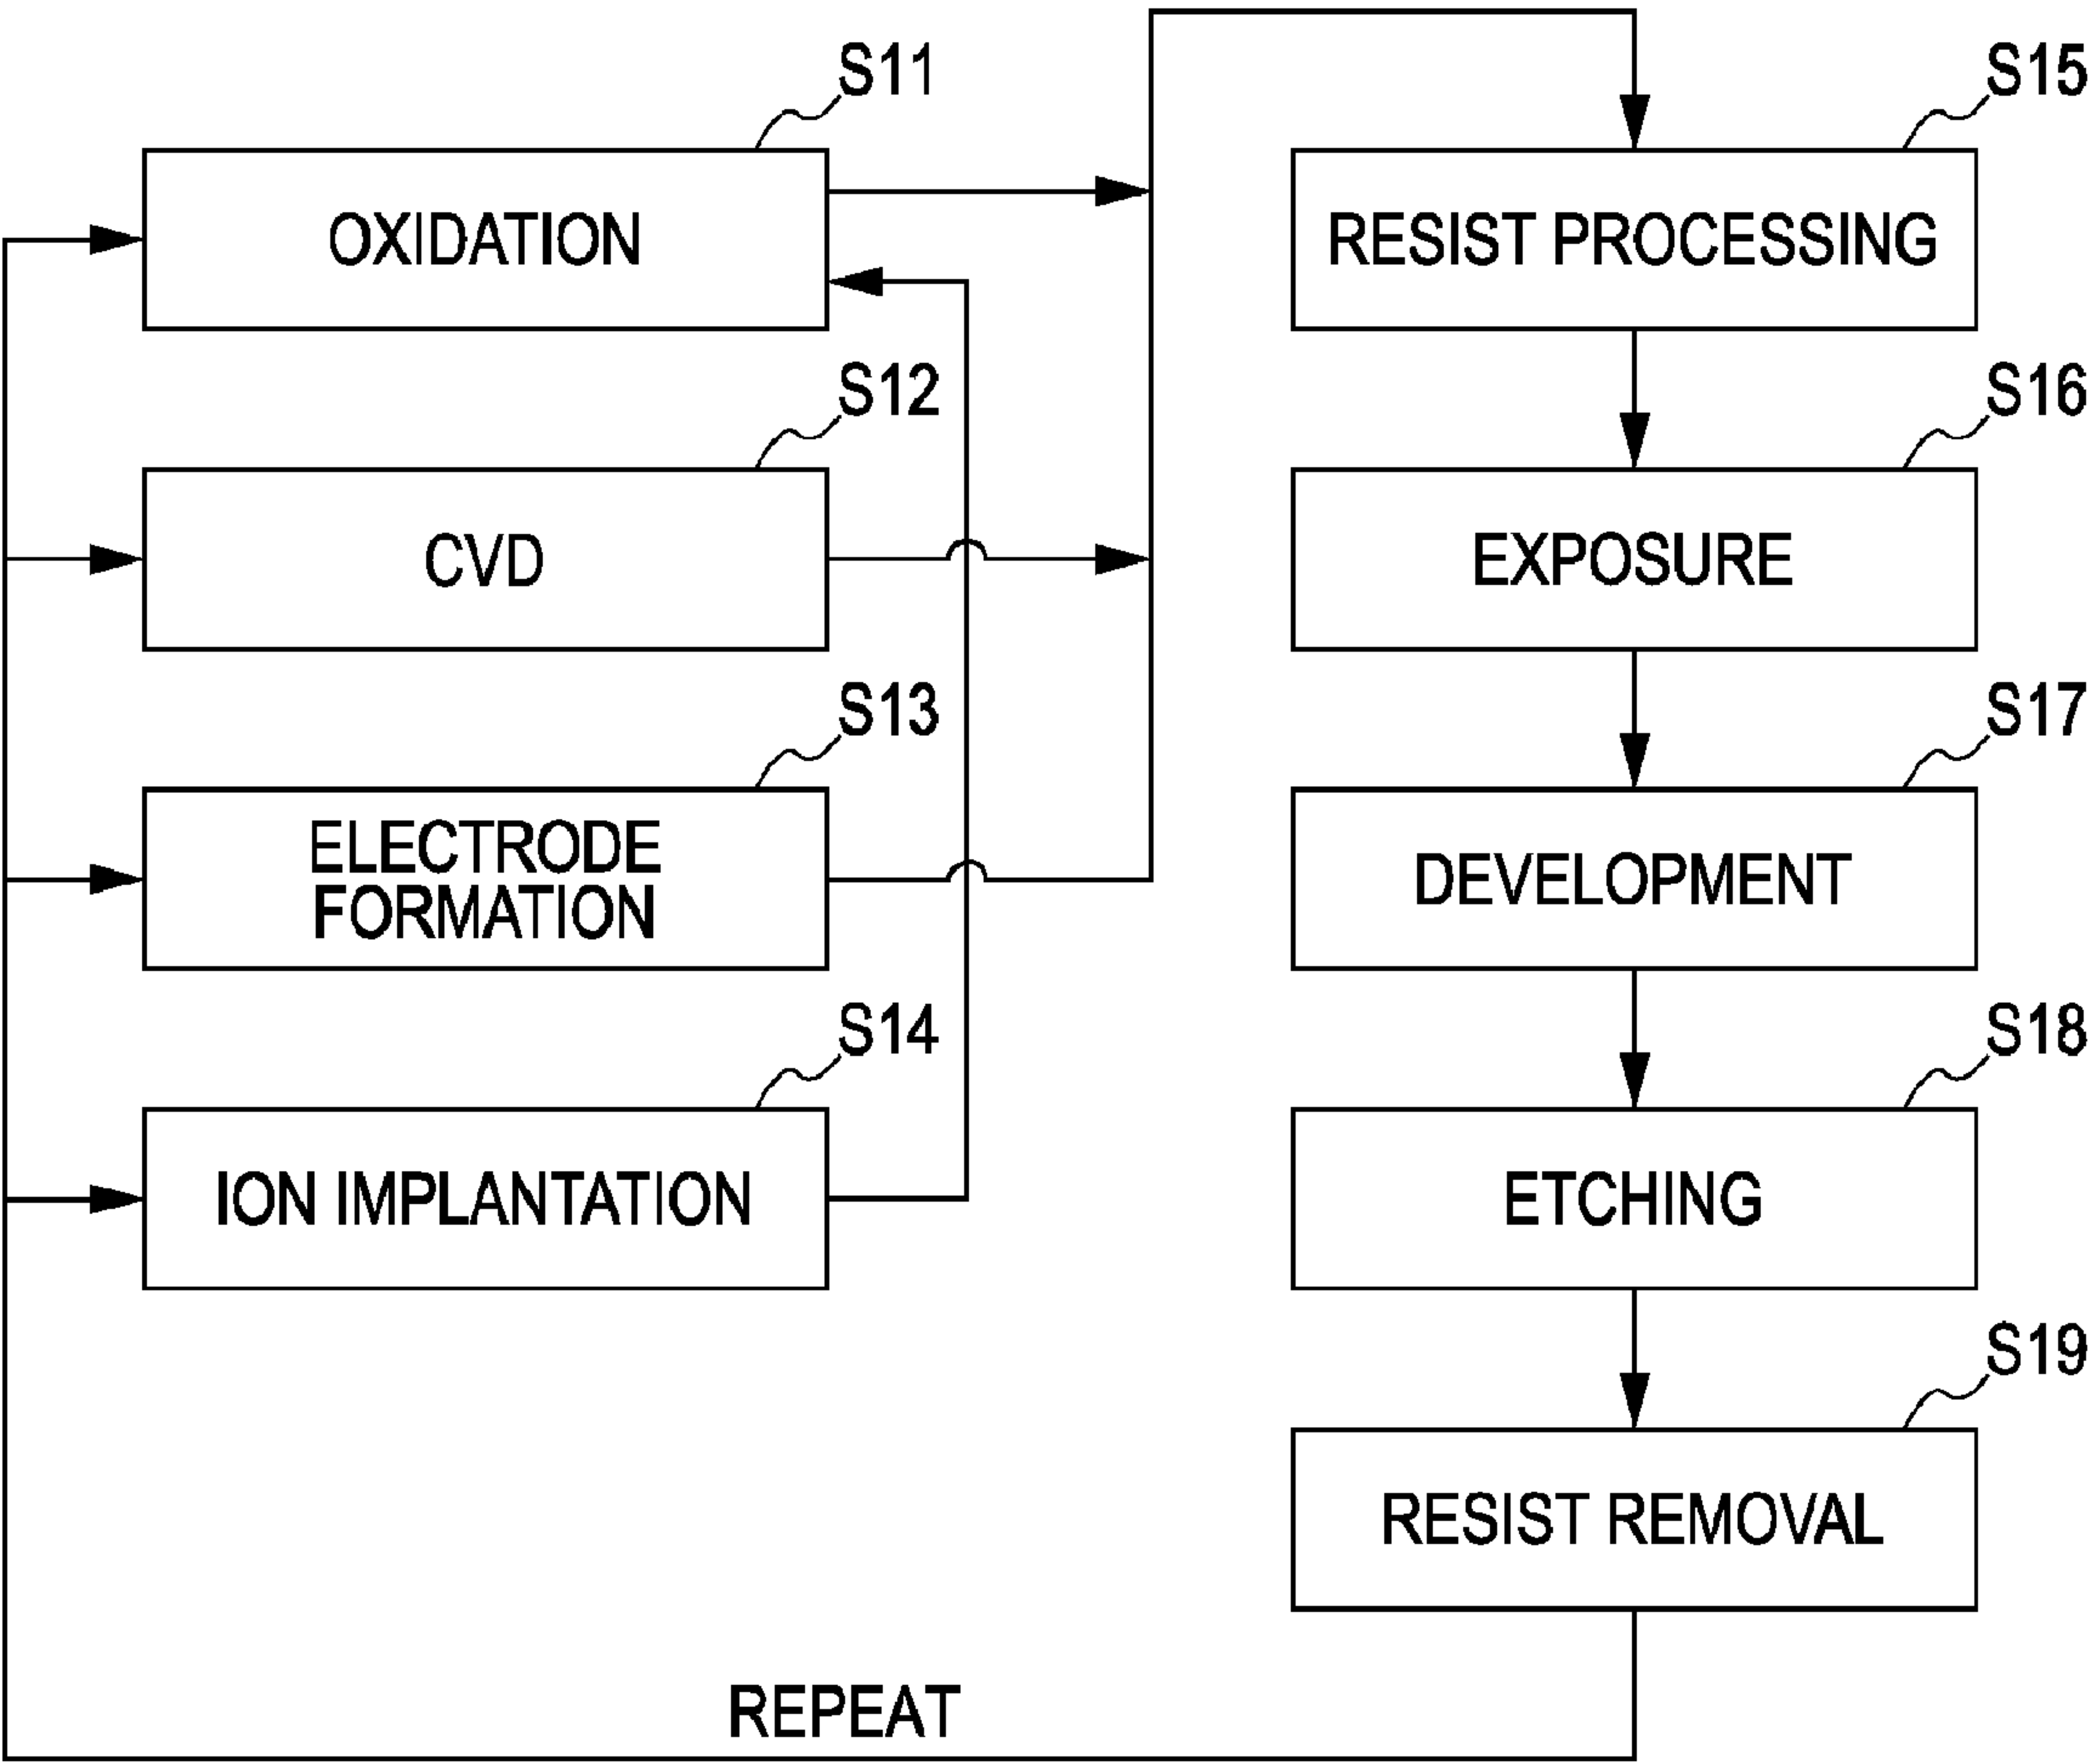 S11
OXIDATION
S12
CVD
S13
ELECTRODE
FORMATION
S14
ION IMPLANTATION
S15
RESIST PROCESSING
S16
EXPOSURE
S17
DEVELOPMENT
S18
ETCHING
S19
RESIST REMOVAL
REPEAT